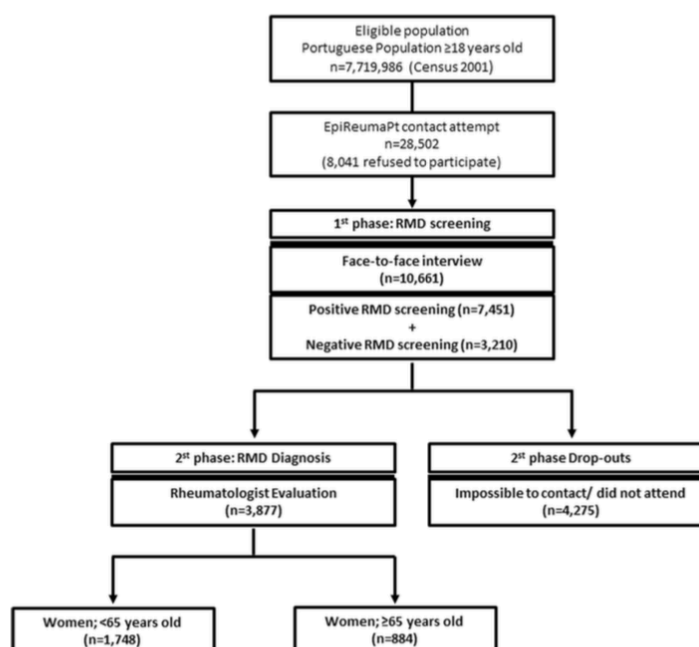 Eligible population
Portuguese Population ≥18 years old
n=7,719,986 (Census 2001)
EpiReumaPt contact attempt
n=28,502
(8,041 refused to participate)
1st phase: RMD screening
Face-to-face interview
(n=10,661)
Positive RMD screening (n=7,451)
+
Negative RMD screening (n=3,210)
2st phase: RMD Diagnosis
Rheumatologist Evaluation
(n=3,877)
2st phase Drop-outs
Impossible to contact/ did not attend
(n=4,275)
Women; <65 years old
(n=1,748)
Women; ≥65 years old
(n=884)